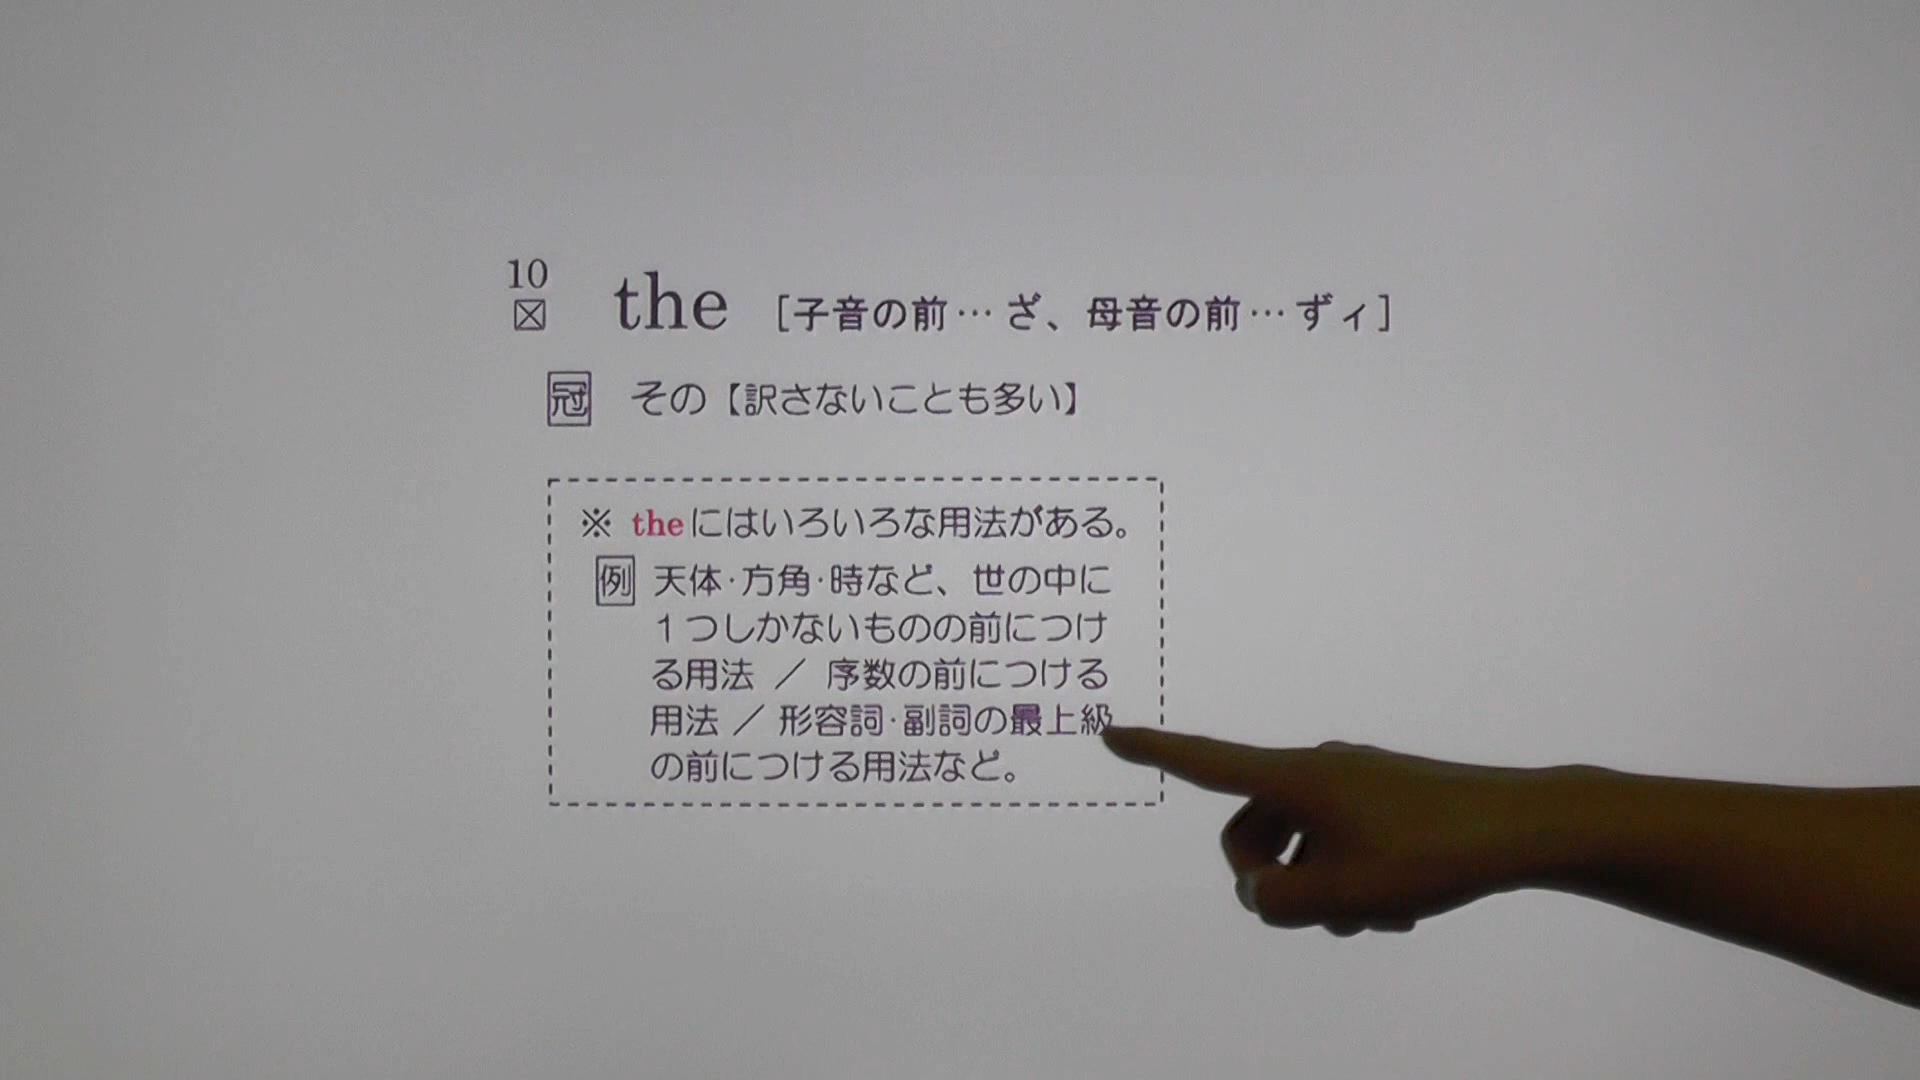 10
☒ the [子音の前…ざ、母音の前…ずィ]
冠 その【訳さないことも多い】
※ theにはいろいろな用法がある。
例 天体·方角·時など、世の中に
１つしかないものの前につけ
る用法 ／ 序数の前につける
用法 ／ 形容詞·副詞の最上級
の前につける用法など。